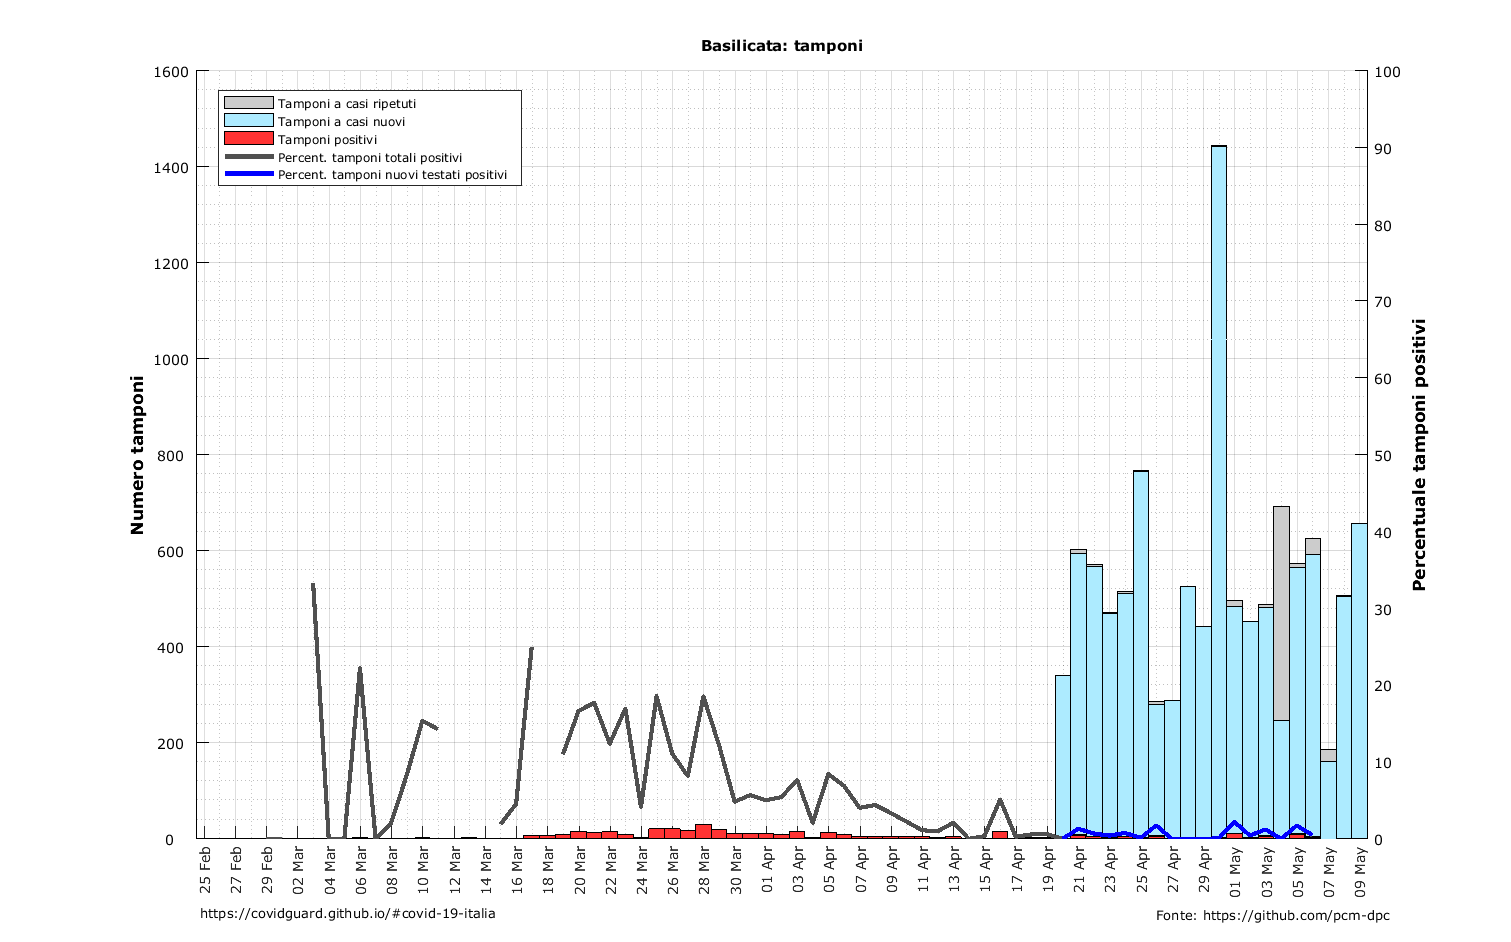 Basilicata: tamponi
1600
1400
1200
1000
800
600
400
200
0
Numero tamponi
Tamponi a casi ripetuti
Tamponi a casi nuovi
Tamponi positivi
Percent. tamponi totali positivi
Percent. tamponi nuovi testati positivi
100
90
80
70
60
50
40
30
20
10
0
Percentuale tamponi positivi
25 Feb
27 Feb
29 Feb
02 Mar
04 Mar
06 Mar
08 Mar
10 Mar
12 Mar
14 Mar
16 Mar
18 Mar
20 Mar
22 Mar
24 Mar
26 Mar
28 Mar
30 Mar
01 Apr
03 Apr
05 Apr
07 Apr
09 Apr
11 Apr
13 Apr
15 Apr
17 Apr
19 Apr
21 Apr
23 Apr
25 Apr
27 Apr
29 Apr
01 May
03 May
05 May
07 May
09 May
https://covidguard.github.io/#covid-19-italia
Fonte: https://github.com/pcm-dpc